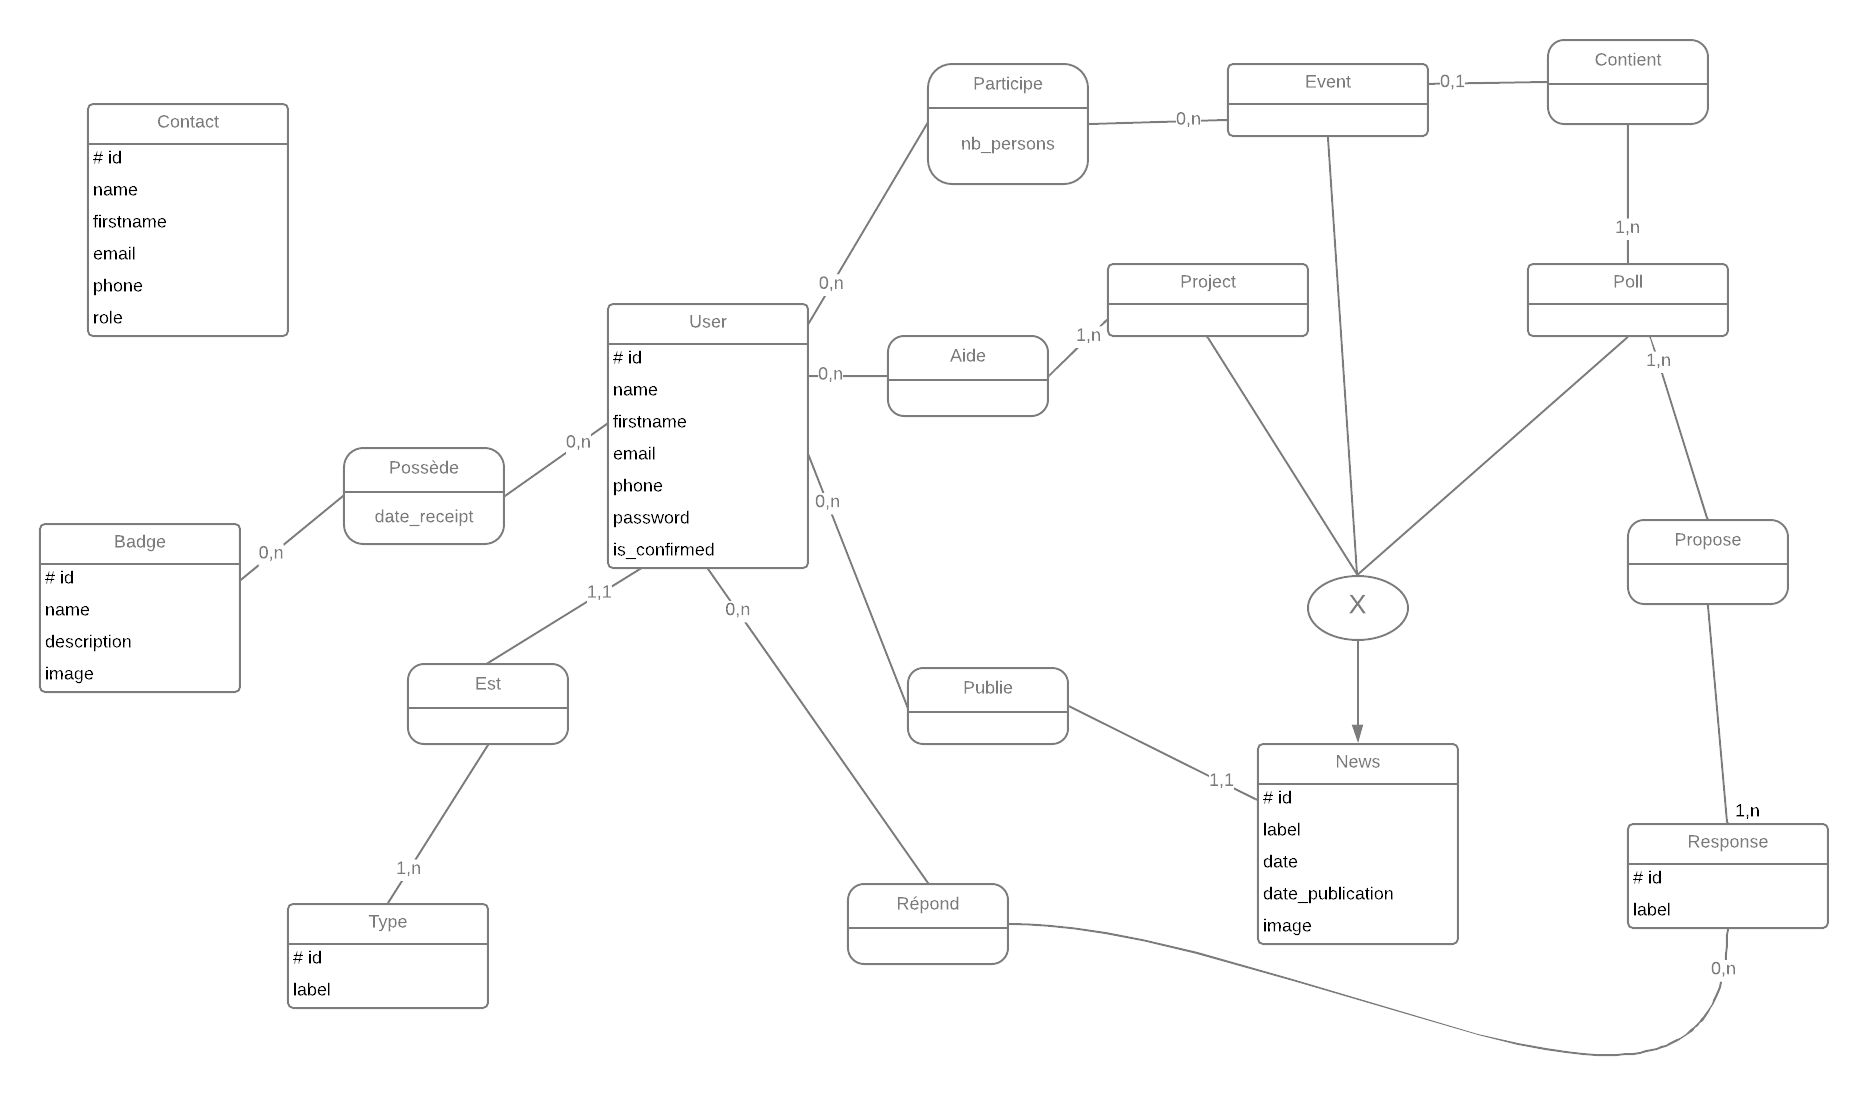 Contact
# id
name
firstname
email
phone
role
Participe
nb_persons
0,n
0,n
Event
0,1
Contient
1,n
Project
Poll
1,n
User
# id
name
firstname
email
phone
password
is_confirmed
0,n
Aide
1,n
0,n
Possède
date_receipt
0,n
Badge
# id
name
description
image
0,n
1,1
Est
1,n
Type
# id
label
0,n
Répond
0,n
Publie
1,1
X
News
# id
label
date
date_publication
image
Propose
1,n
Response
# id
label
0,n